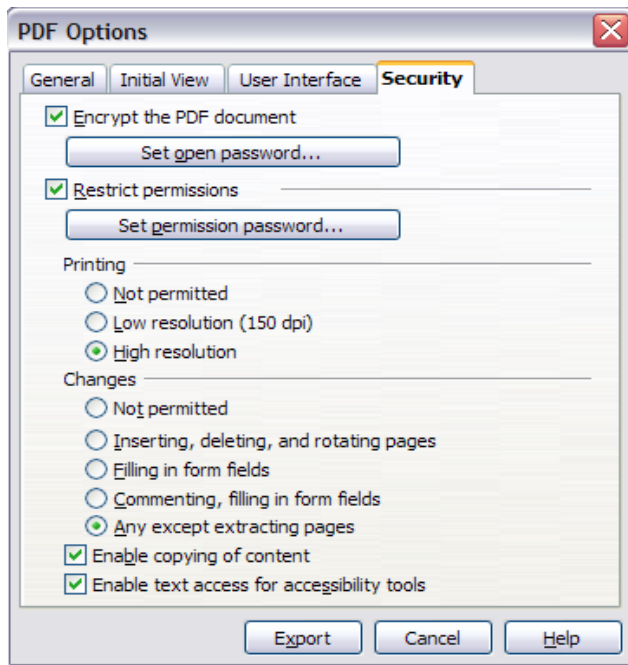 PDF Options
General Initial View User Interface Security
Encrypt the PDF document
Set open password...
Restrict permissions
Set permission password...
Printing
Not permitted
Low resolution (150 dpi)
High resolution
Changes
Not permitted
Inserting, deleting, and rotating pages
Filling in form fields
Commenting, filling in form fields
Any except extracting pages
Enable copying of content
Enable text access for accessibility tools
Export Cancel Help